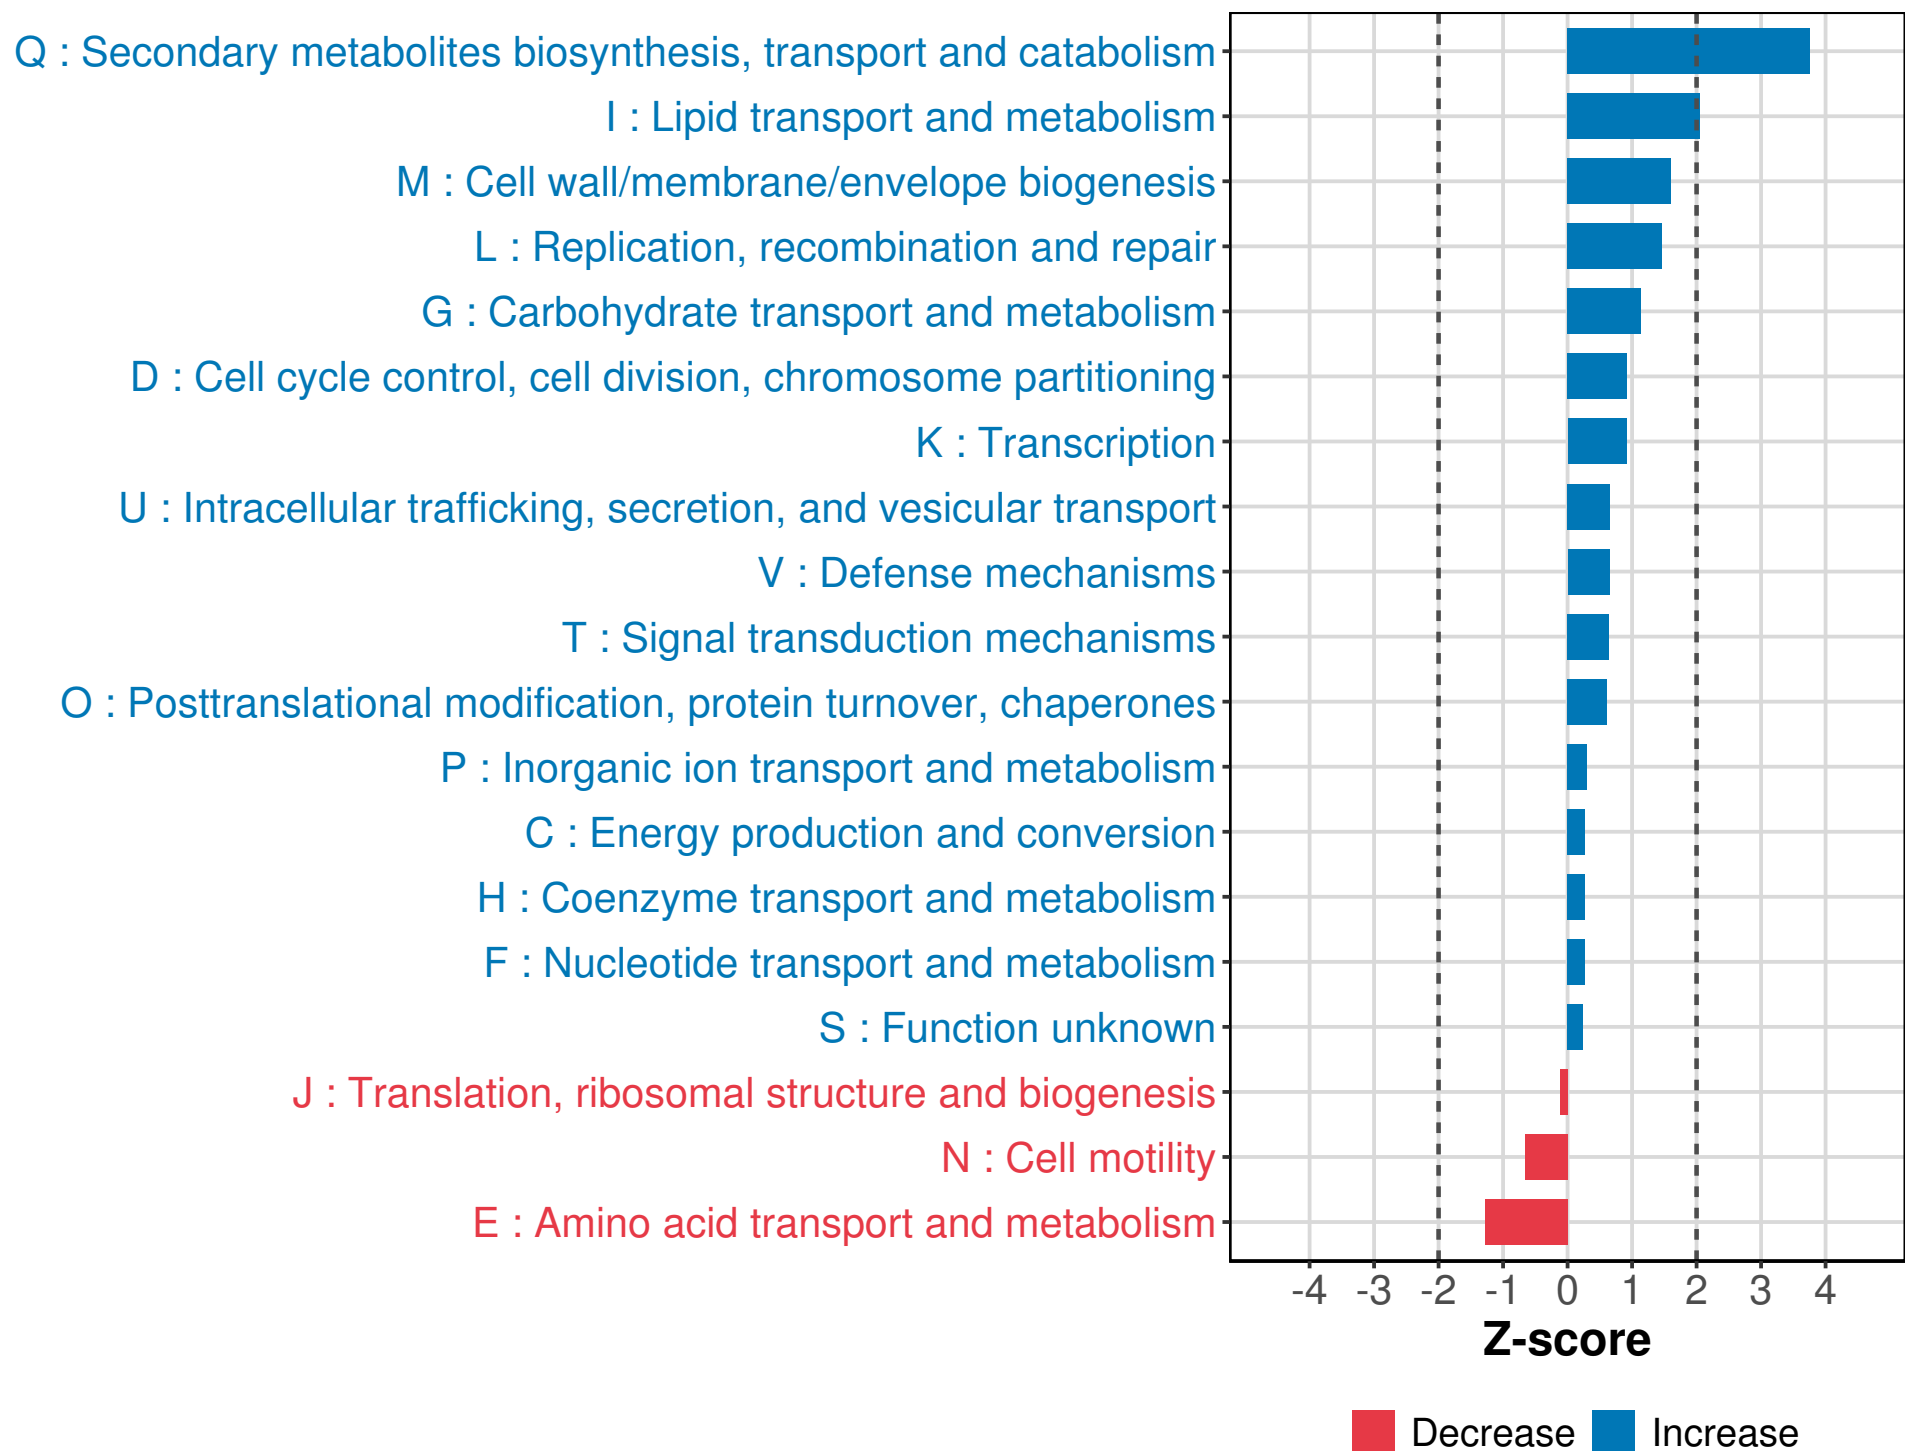 Q : Secondary metabolites biosynthesis, transport and catabolism
I : Lipid transport and metabolism
M : Cell wall/membrane/envelope biogenesis
L : Replication, recombination and repair
G : Carbohydrate transport and metabolism
D : Cell cycle control, cell division, chromosome partitioning
K : Transcription
U : Intracellular trafficking, secretion, and vesicular transport
V : Defense mechanisms
T : Signal transduction mechanisms
O : Posttranslational modification, protein turnover, chaperones
P : Inorganic ion transport and metabolism
C : Energy production and conversion
H : Coenzyme transport and metabolism
F : Nucleotide transport and metabolism
S : Function unknown
J : Translation, ribosomal structure and biogenesis
N : Cell motility
E : Amino acid transport and metabolism
-4 -3 -2 -1 0 1 2 3 4
Z-score
Decrease Increase